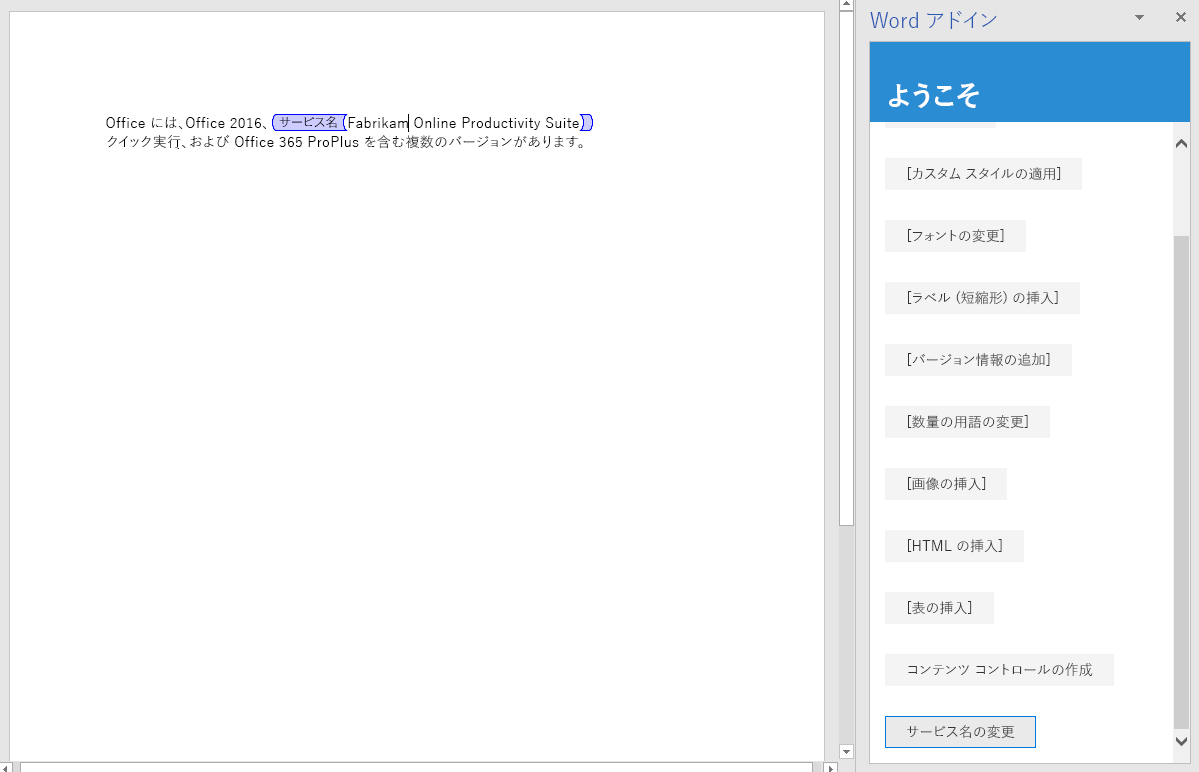 Office には、Office 2016、サービス名(Fabrikam Online Productivity Suite)
クイック実行、および Office 365 ProPlus を含む複数のバージョンがあります。
Word アドイン
ようこそ
[カスタム スタイルの適用]
[フォントの変更]
[ラベル (短縮形) の挿入]
[バージョン情報の追加]
[数量の用語の変更]
[画像の挿入]
[HTML の挿入]
[表の挿入]
コンテンツ コントロールの作成
サービス名の変更